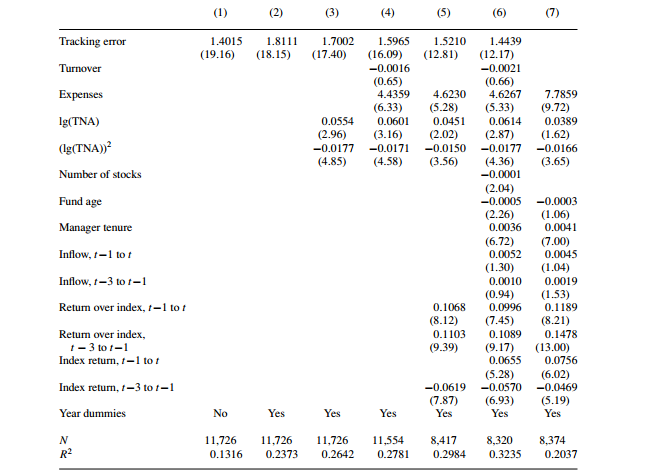 (1) (2) (3) (4) (5) (6) (7)
Tracking error 1.4015 1.8111 1.7002 1.5965 1.5210 1.4439
(19.16) (18.15) (17.40) (16.09) (12.81) (12.17)
Turnover −0.0016 −0.0021
(0.65) (0.66)
Expenses 4.4359 4.6230 4.6267 7.7859
(6.33) (5.28) (5.33) (9.72)
lg(TNA) 0.0554 0.0601 0.0451 0.0614 0.0389
(2.96) (3.16) (2.02) (2.87) (1.62)
(lg(TNA))² −0.0177 −0.0171 −0.0150 −0.0177 −0.0166
(4.85) (4.58) (3.56) (4.36) (3.65)
Number of stocks −0.0001
(2.04)
Fund age −0.0005 −0.0003
(2.26) (1.06)
Manager tenure 0.0036 0.0041
(6.72) (7.00)
Inflow, t−1 to t 0.0052 0.0045
(1.30) (1.04)
Inflow, t−3 to t−1 0.0010 0.0019
(0.94) (1.53)
Return over index, t−1 to t 0.1068 0.0996 0.1189
(8.12) (7.45) (8.21)
Return over index, 0.1103 0.1089 0.1478
t − 3 to t−1 (9.39) (9.17) (13.00)
Index return, t−1 to t 0.0655 0.0756
(5.28) (6.02)
Index return, t−3 to t−1 −0.0619 −0.0570 −0.0469
(7.87) (6.93) (5.19)
Year dummies No Yes Yes Yes Yes Yes Yes
N 11,726 11,726 11,726 11,554 8,417 8,320 8,374
R² 0.1316 0.2373 0.2642 0.2781 0.2984 0.3235 0.2037